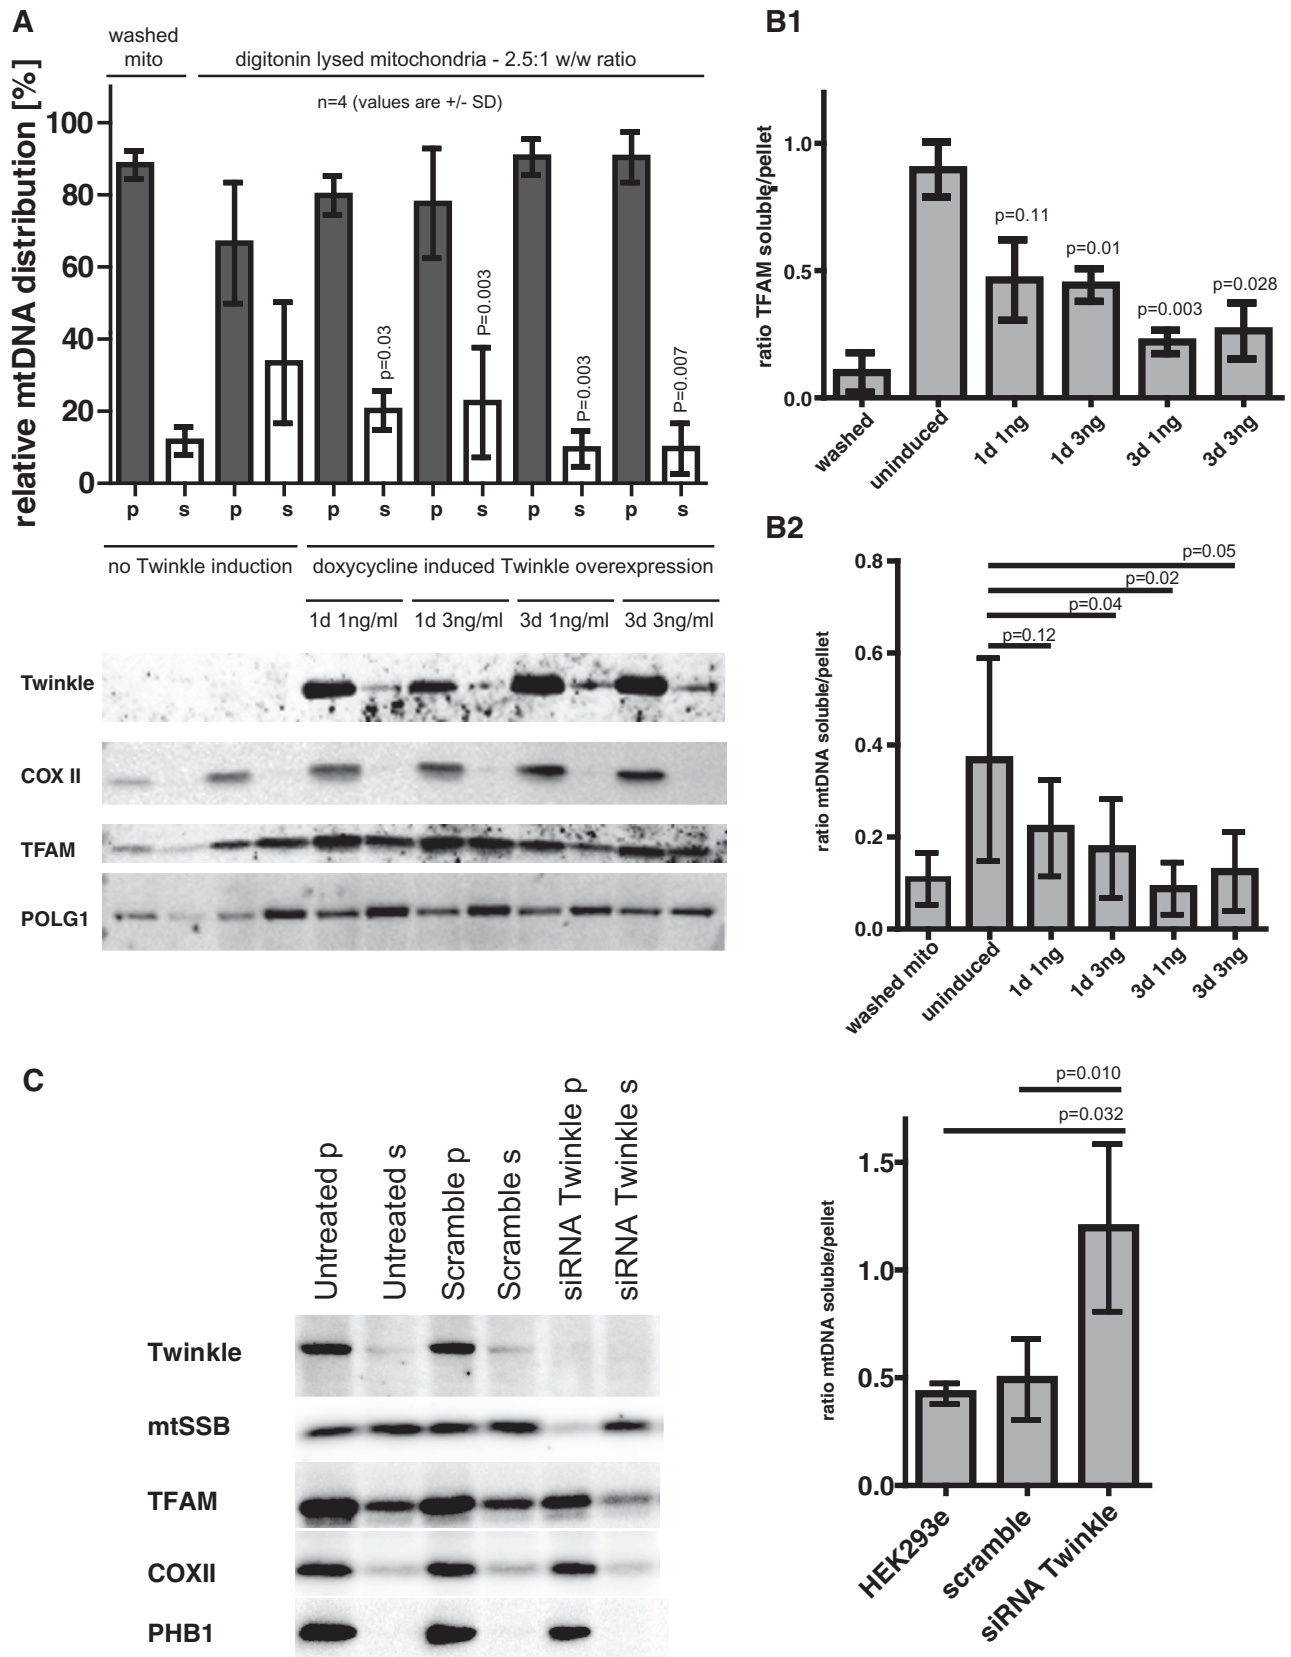 A
washed
mito
digitonin lysed mitochondria - 2.5:1 w/w ratio
n=4 (values are +/- SD)
relative mtDNA distribution [%]
100
80
60
40
20
0
p=0.03
P=0.003
P=0.003
P=0.007
p s p s p s p s p s p s
no Twinkle induction
doxycycline induced Twinkle overexpression
1d 1ng/ml 1d 3ng/ml 3d 1ng/ml 3d 3ng/ml
Twinkle
COX II
TFAM
POLG1
B1
ratio TFAM soluble/pellet
1.0
0.5
0.0
p=0.11
p=0.01
p=0.003
p=0.028
washed
uninduced
1d 1ng
1d 3ng
3d 1ng
3d 3ng
B2
ratio mtDNA soluble/pellet
0.8
0.6
0.4
0.2
0.0
p=0.05
p=0.02
p=0.04
p=0.12
washed mito
uninduced
1d 1ng
1d 3ng
3d 1ng
3d 3ng
C
Untreated p
Untreated s
Scramble p
Scramble s
siRNA Twinkle p
siRNA Twinkle s
Twinkle
mtSSB
TFAM
COXII
PHB1
ratio mtDNA soluble/pellet
1.5
1.0
0.5
0.0
p=0.010
p=0.032
HEK293e
scramble
siRNA Twinkle